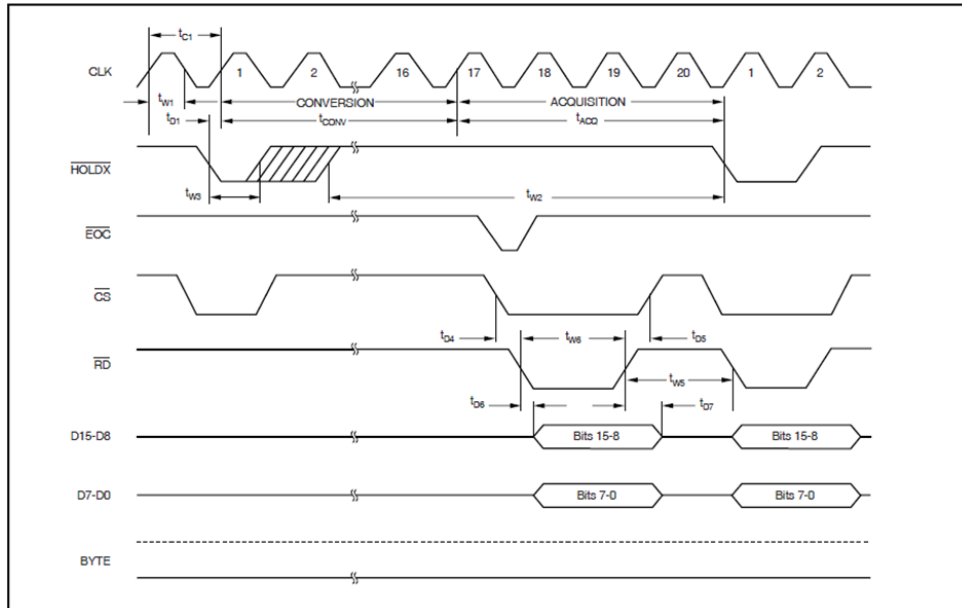 tC1
CLK 1 2 16 17 18 19 20 1 2
tW1 CONVERSION ACQUISITION
tD1 tCONV tACQ
HOLDX
tW3 tW2
EOC
CS
tD4 tW6 tD5
RD
tW5
tD6 tD7
D15-D8 Bits 15-8 Bits 15-8
D7-D0 Bits 7-0 Bits 7-0
BYTE